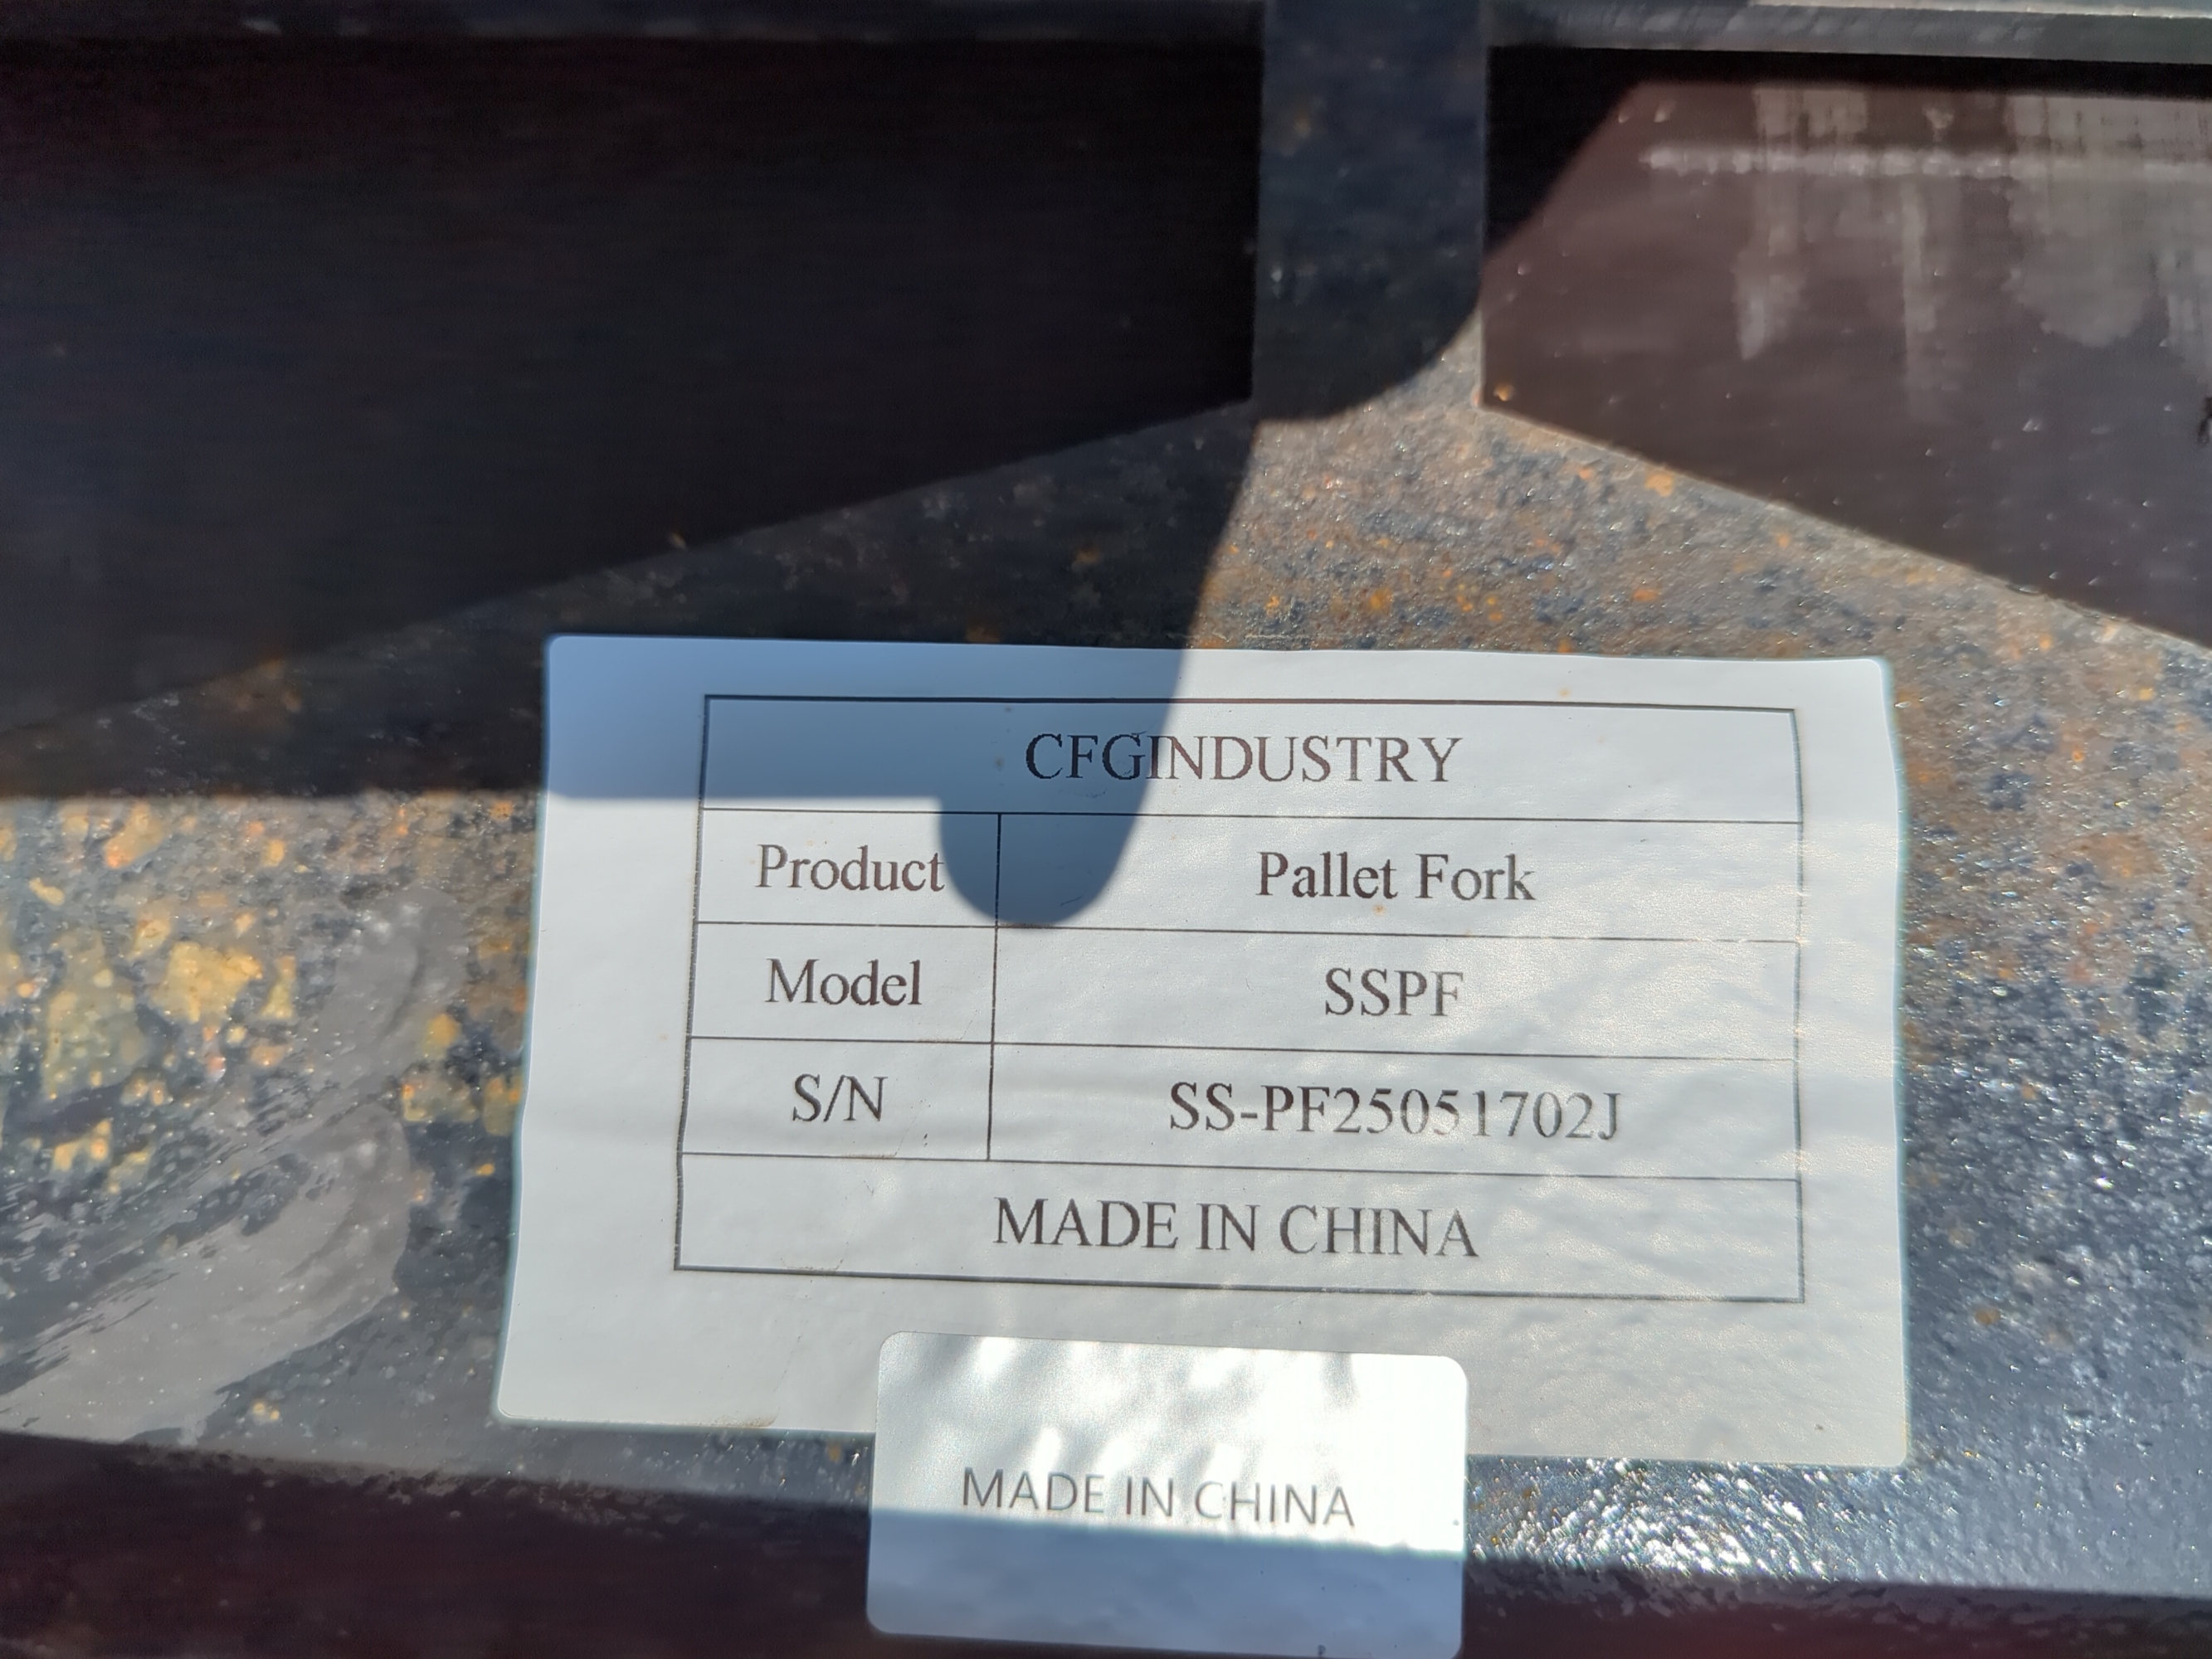 CFGINDUSTRY
Product Pallet Fork
Model SSPF
S/N SS-PF25051702J
MADE IN CHINA
MADE IN CHINA